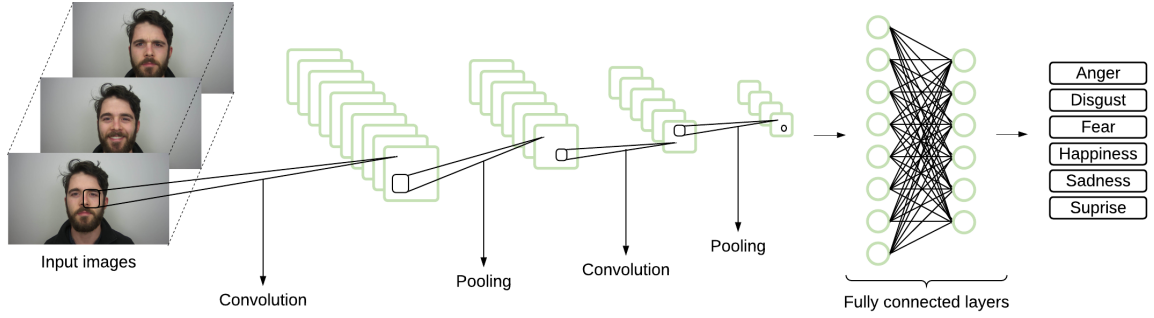 Input images
Convolution
Pooling
Convolution
Pooling
Fully connected layers
Anger
Disgust
Fear
Happiness
Sadness
Suprise